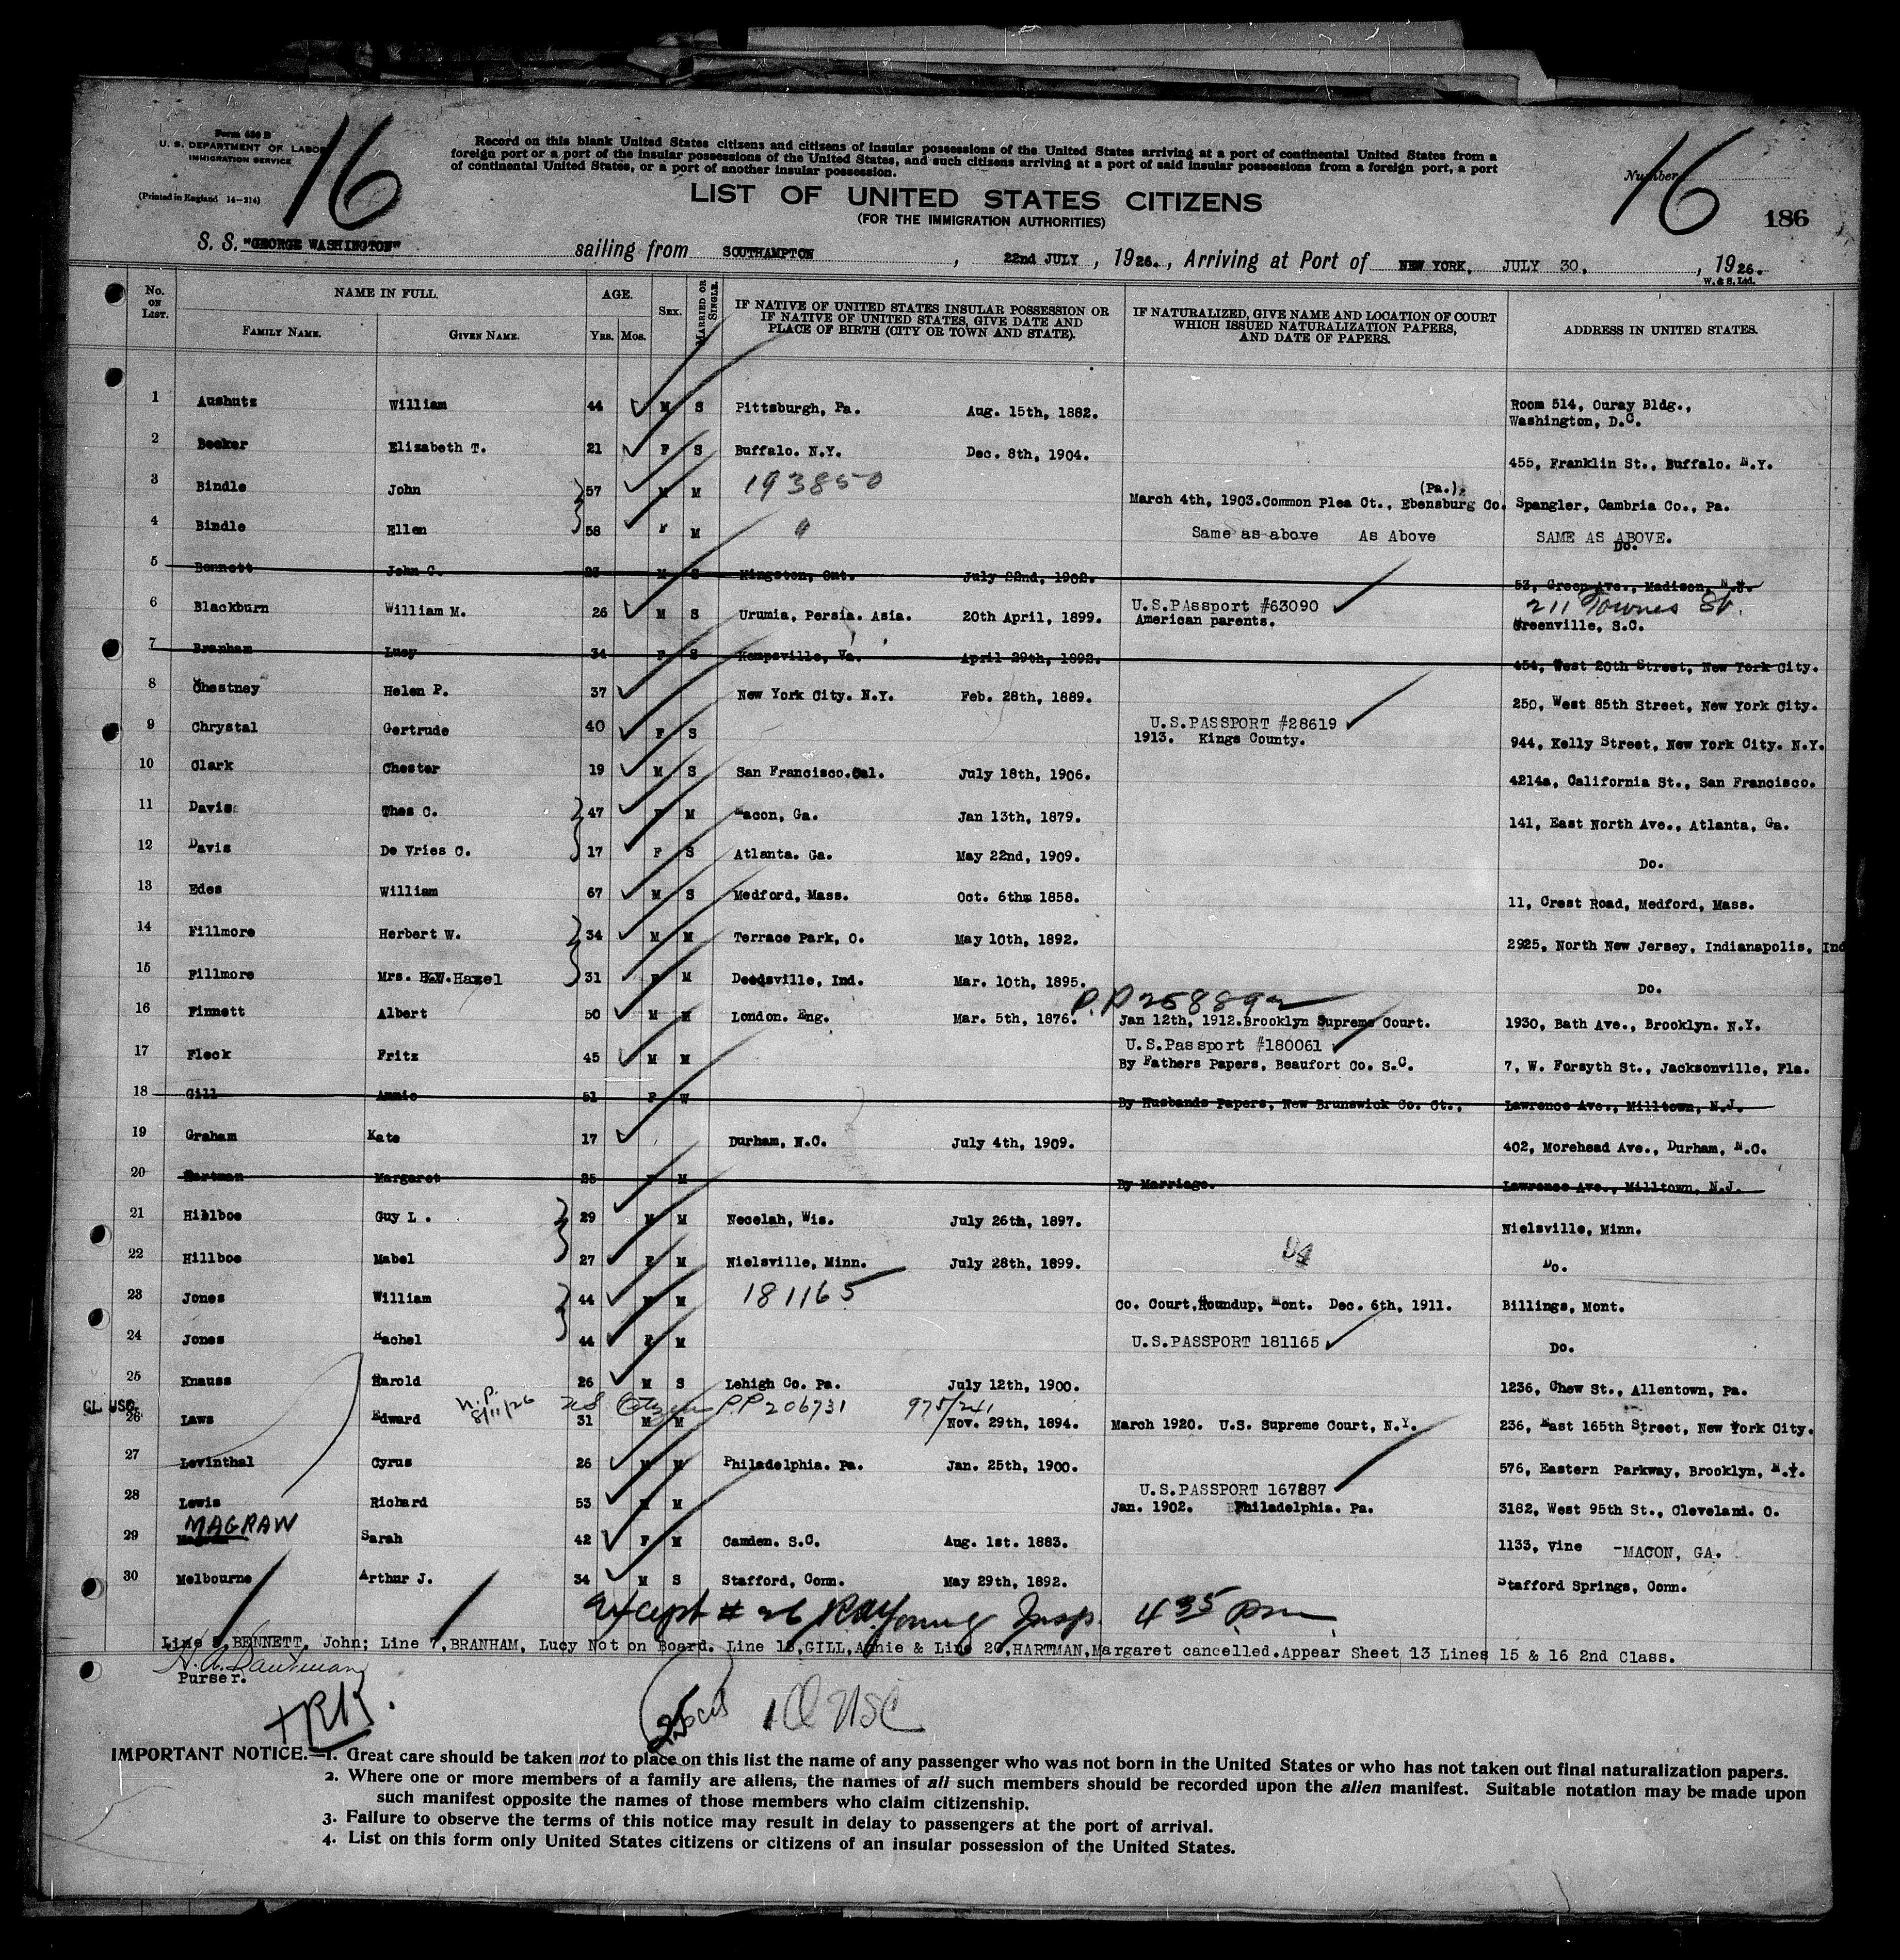 Form 630 B
U. S. DEPARTMENT OF LABOR
IMMIGRATION SERVICE
(Printed in England 14-214)
16
Record on this blank United States citizens and citizens of insular possessions of the United States arriving at a port of continental United States from a
foreign port or a port of the insular possessions of the United States, and such citizens arriving at a port of said insular possessions from a foreign port, a port
of continental United States, or a port of another insular possession.
Number
16
186
LIST OF UNITED STATES CITIZENS
(FOR THE IMMIGRATION AUTHORITIES)
S. S. "GEORGE WASHINGTON" sailing from SOUTHAMPTON, 22nd JULY, 1926., Arriving at Port of NEW YORK, JULY 30, , 1926.
W. & S. Ltd.
No. ON LIST. NAME IN FULL. FAMILY NAME. GIVEN NAME. AGE. YRS. MOS. SEX. MARRIED OR SINGLE. IF NATIVE OF UNITED STATES INSULAR POSSESSION OR IF NATIVE OF UNITED STATES, GIVE DATE AND PLACE OF BIRTH (CITY OR TOWN AND STATE). IF NATURALIZED, GIVE NAME AND LOCATION OF COURT WHICH ISSUED NATURALIZATION PAPERS, AND DATE OF PAPERS. ADDRESS IN UNITED STATES.
1 Aushutz William 44 M S Pittsburgh, Pa. Aug. 15th, 1882. Room 514, Ouray Bldg., Washington, D.C.
2 Becker Elizabeth T. 21 F S Buffalo. N.Y. Dec. 8th, 1904. 455, Franklin St., Buffalo. N.Y.
3 Bindle John 57 M M 193850 March 4th, 1903.Common Plea Ct., Ebensburg Co. (Pa.), Spangler, Cambria Co., Pa.
4 Bindle Ellen 58 F M " Same as above As Above SAME AS ABOVE. Do.
5 Bennett John C. 23 M S Kingston, Ont. July 22nd, 1902. 53, Green Ave., Madison, N.J.
6 Blackburn William M. 26 M S Urumia, Persia. Asia. 20th April, 1899. U.S.PAssport #63090 American parents. 211 Townes St. Greenville, S.C.
7 Branham Lucy 34 F S Kempsville, Va. April 29th, 1892. 454, West 20th Street, New York City.
8 Chestney Helen P. 37 New York City. N.Y. Feb. 28th, 1889. 250, West 85th Street, New York City.
9 Chrystal Gertrude 40 F S U.S.PASSPORT #28619 1913. Kings County. 944, Kelly Street, New York City. N.Y.
10 Clark Chester 19 M S San Francisco.Cal. July 18th, 1906. 4214a, California St., San Francisco.
11 Davis Thos C. 47 F M Macon, Ga. Jan 13th, 1879. 141, East North Ave., Atlanta, Ga.
12 Davis De Vries C. 17 F S Atlanta. Ga. May 22nd, 1909. Do.
13 Edes William 67 M S Medford, Mass. Oct. 6thm 1858. 11, Crest Road, Medford, Mass.
14 Fillmore Herbert W. 34 M M Terrace Park, O. May 10th, 1892. 2925, North New Jersey, Indianapolis, Ind
15 Fillmore Mrs. H.W.Hazel 31 F M Deedsville, Ind. Mar. 10th, 1895. Do.
16 Finnett Albert 50 M M London. Eng. Mar. 5th, 1876. P.P 258892 Jan 12th, 1912.Brooklyn Supreme Court. 1930, Bath Ave., Brooklyn. N.Y.
17 Fleck Fritz 45 M M U.S.Passport #180061 By Fathers Papers, Beaufort Co. S.C. 7, W. Forsyth St., Jacksonville, Fla.
18 Gill Annie 51 F W By Husbands Papers, New Brunswick Co. Ct., Lawrence Ave., Milltown, N.J.
19 Graham Kate 17 Durham, N.C. July 4th, 1909. 402, Morehead Ave., Durham, N.C.
20 Hartman Margaret 25 F M By Marriage. Lawrence Ave., Milltown, N.J.
21 Hillboe Guy L. 29 M M Necelah, Wis. July 26th, 1897. Nielsville, Minn.
22 Hillboe Mabel 27 F M Nielsville, Minn. July 28th, 1899. Do.
23 Jones William 44 M M 181165 Co. Court,Roundup, Mont. Dec. 6th, 1911. Billings, Mont.
24 Jones Rachel 44 F M U.S.PASSPORT 181165 Do.
25 Knauss Harold 26 M S Lehigh Co. Pa. July 12th, 1900. 1236, Chew St., Allentown, Pa.
CL. USC. N.P. 8/11/26 US Citizen P.P 206731 975/241
26 Laws Edward 31 M M Nov. 29th, 1894. March 1920. U.S. Supreme Court, N.Y. 236, East 165th Street, New York City.
27 Levinthal Cyrus 26 M M Philadelphia. Pa. Jan. 25th, 1900. 576, Eastern Parkway, Brooklyn, N.Y.
28 Lewis Richard 53 M M U.S.PASSPORT 167887 Jan. 1902. Philadelphia. Pa. 3182, West 95th St., Cleveland. O.
29 MAGRAW Sarah 42 F M Camden. S.C. Aug. 1st. 1883. 1133, Vine -MACON, GA.
30 Melbourne Arthur J. 34 M S Stafford, Conn. May 29th, 1892. Stafford Springs, Conn.
Except # 26 Young Insp. 4 35 Pm
Line 5,BENNETT, John; Line 7,BRANHAM, Lucy Not on Board. Line 18,GILL,Annie & Line 20,HARTMAN,Margaret cancelled.Appear Sheet 13 Lines 15 & 16 2nd Class.
Purser.
1 Cl USC
IMPORTANT NOTICE.—1. Great care should be taken not to place on this list the name of any passenger who was not born in the United States or who has not taken out final naturalization papers.
2. Where one or more members of a family are aliens, the names of all such members should be recorded upon the alien manifest. Suitable notation may be made upon
such manifest opposite the names of those members who claim citizenship.
3. Failure to observe the terms of this notice may result in delay to passengers at the port of arrival.
4. List on this form only United States citizens or citizens of an insular possession of the United States.